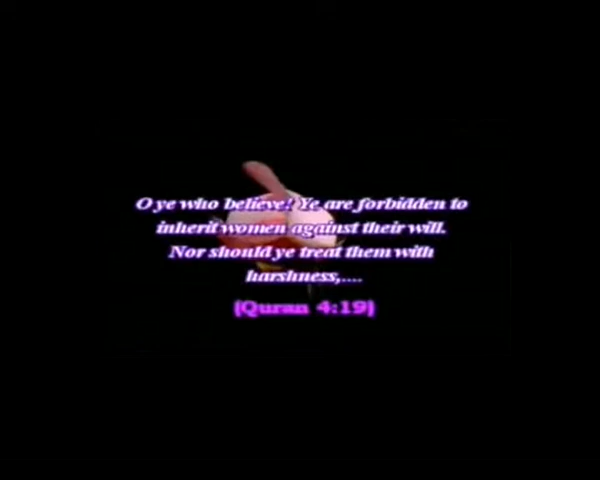 O ye who believe! Ye are forbidden to
inherit women against their will.
Nor should ye treat them with
harshness,....
(Quran 4:19)